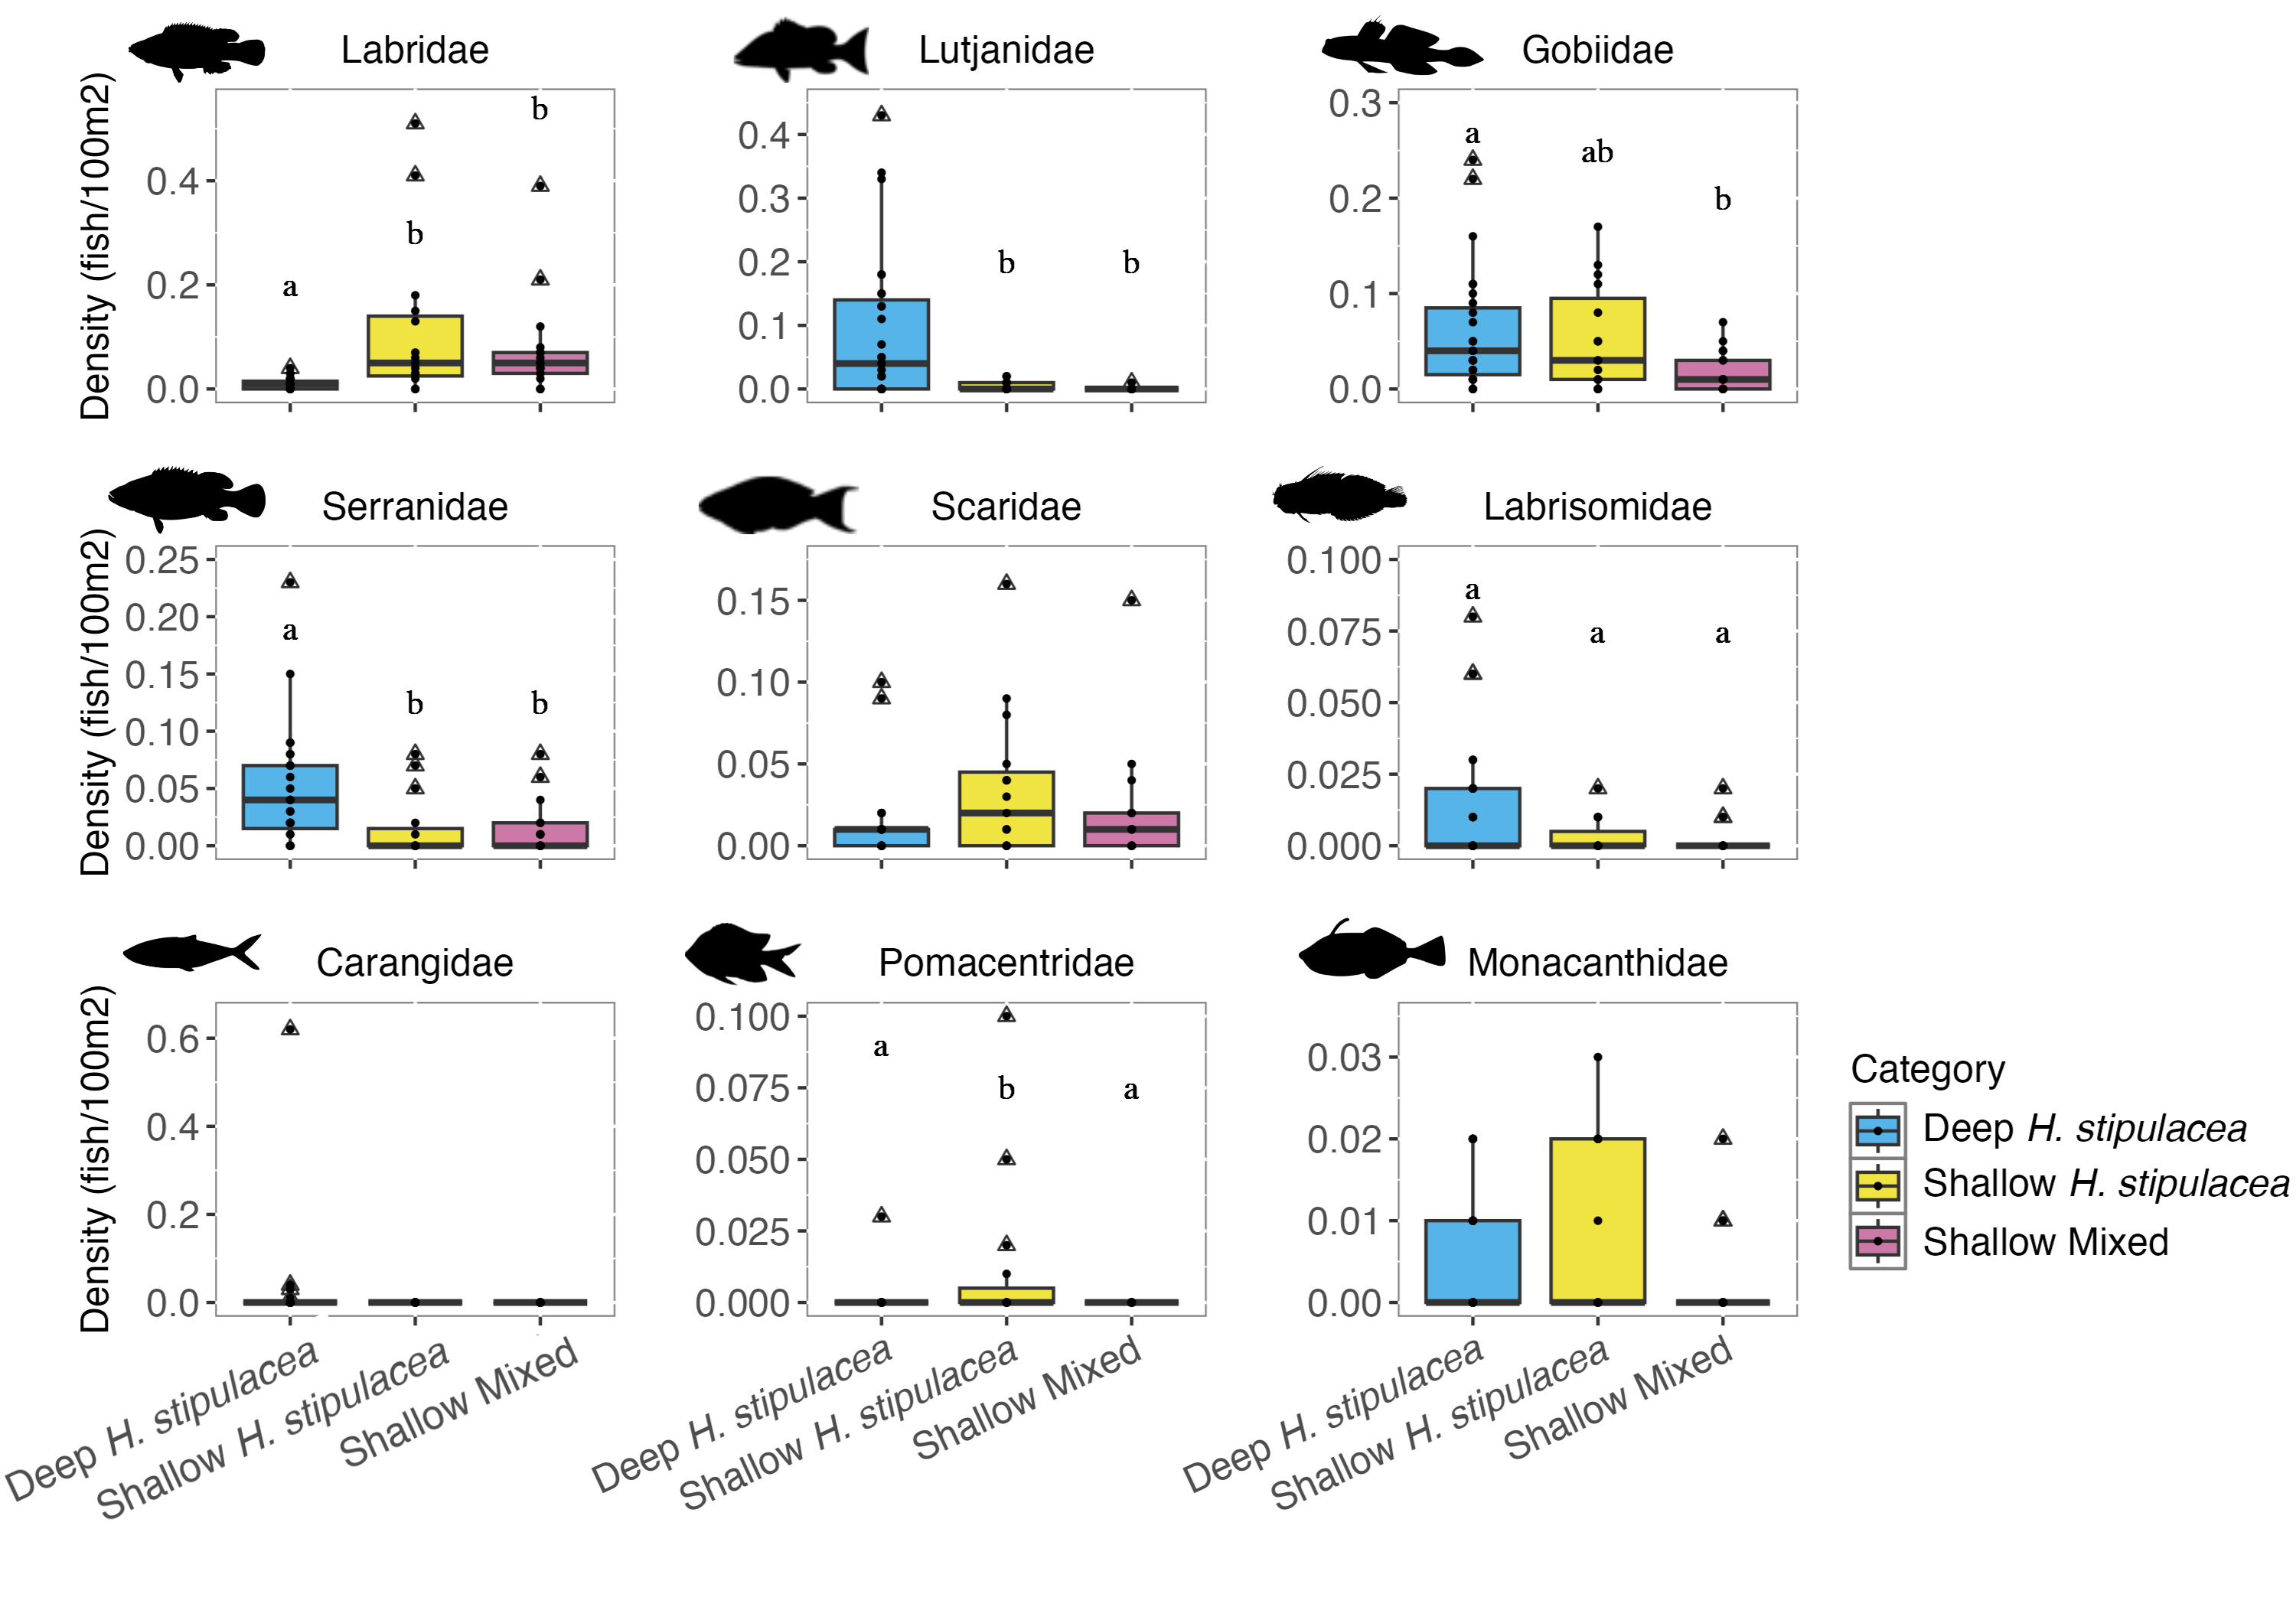 Labridae
Lutjanidae
Gobiidae
Density (fish/100m2)
0.4
0.2
0.0
a
b
b
0.4
0.3
0.2
0.1
0.0
b
b
0.3
0.2
0.1
0.0
a
ab
b
Serranidae
Scaridae
Labrisomidae
Density (fish/100m2)
0.25
0.20
0.15
0.10
0.05
0.00
a
b
b
0.15
0.10
0.05
0.00
0.100
0.075
0.050
0.025
0.000
a
a
a
Carangidae
Pomacentridae
Monacanthidae
Density (fish/100m2)
0.6
0.4
0.2
0.0
0.100
0.075
0.050
0.025
0.000
a
b
a
0.03
0.02
0.01
0.00
Deep H. stipulacea
Shallow H. stipulacea
Shallow Mixed
Deep H. stipulacea
Shallow H. stipulacea
Shallow Mixed
Deep H. stipulacea
Shallow H. stipulacea
Shallow Mixed
Category
Deep H. stipulacea
Shallow H. stipulacea
Shallow Mixed